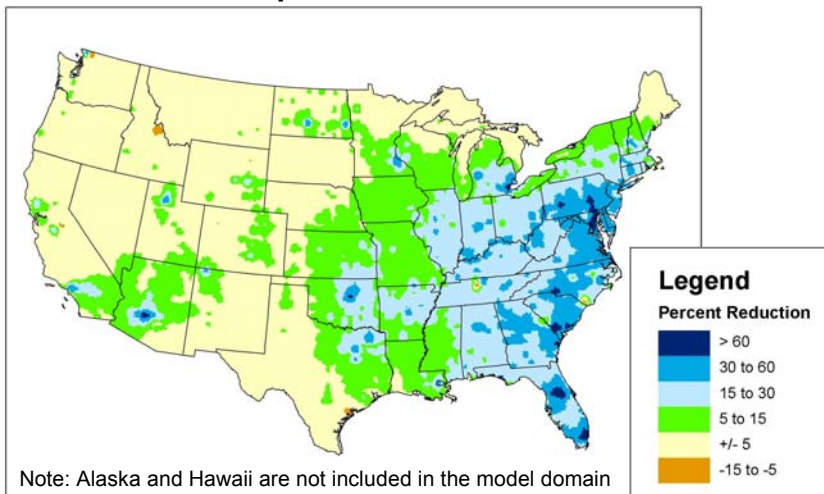 Legend
Percent Reduction
> 60
30 to 60
15 to 30
5 to 15
+/- 5
-15 to -5
Note: Alaska and Hawaii are not included in the model domain